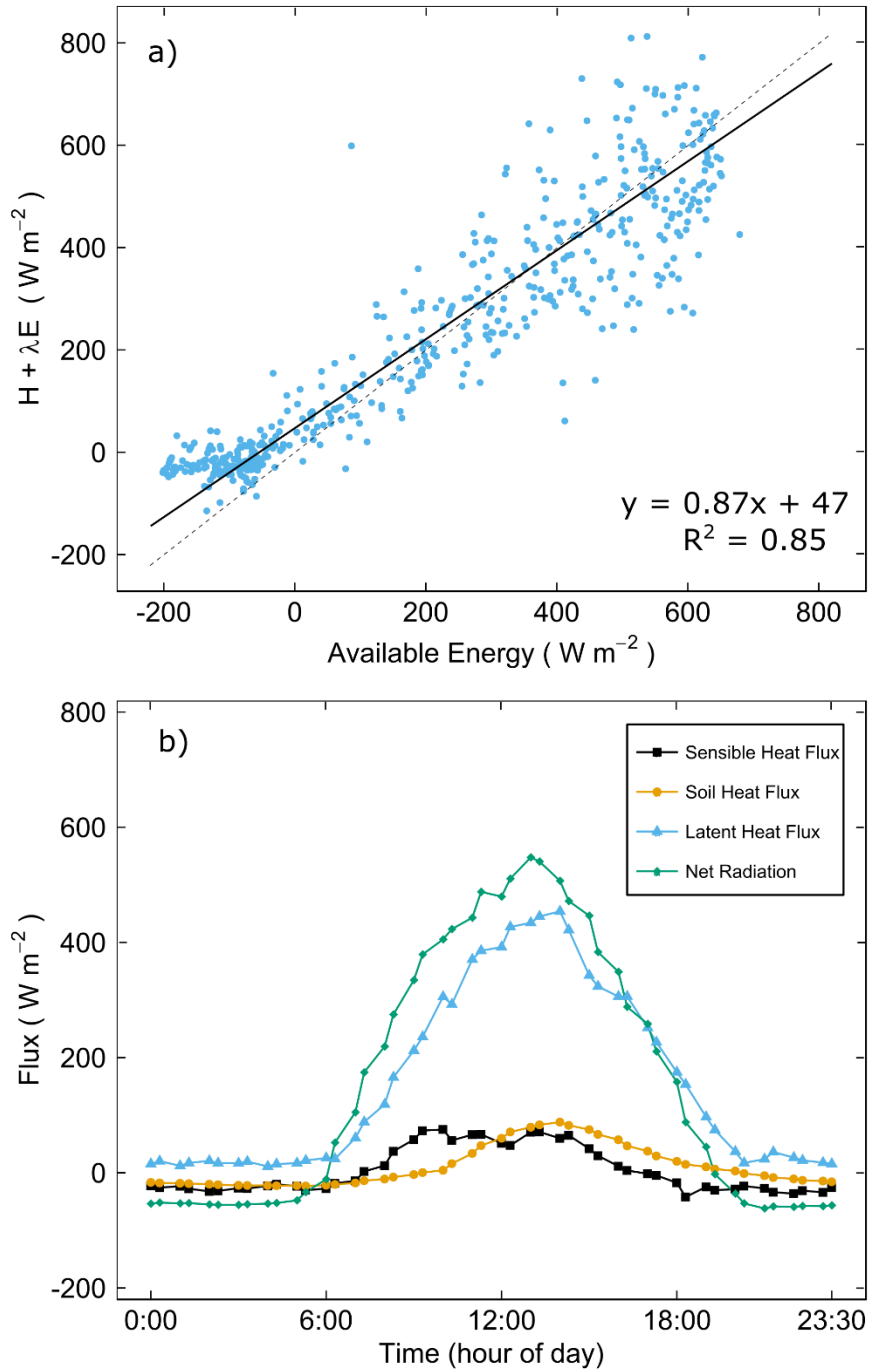 a)
800
600
400
200
0
-200
H + λE ( W m⁻² )
y = 0.87x + 47
R² = 0.85
-200 0 200 400 600 800
Available Energy ( W m⁻² )
b)
800
600
400
200
0
-200
Flux ( W m⁻² )
Sensible Heat Flux
Soil Heat Flux
Latent Heat Flux
Net Radiation
0:00 6:00 12:00 18:00 23:30
Time (hour of day)